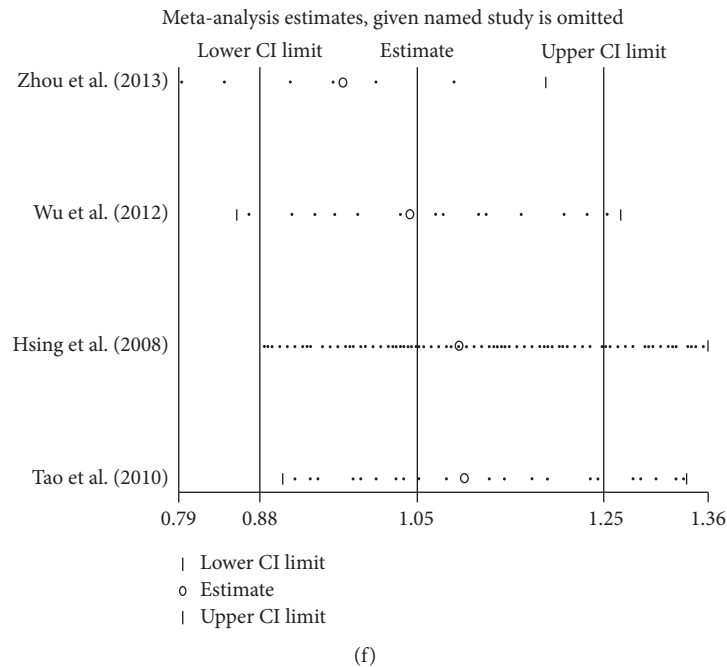 Meta-analysis estimates, given named study is omitted
Lower CI limit Estimate Upper CI limit
Zhou et al. (2013)
Wu et al. (2012)
Hsing et al. (2008)
Tao et al. (2010)
0.79 0.88 1.05 1.25 1.36
Lower CI limit
Estimate
Upper CI limit
(f)